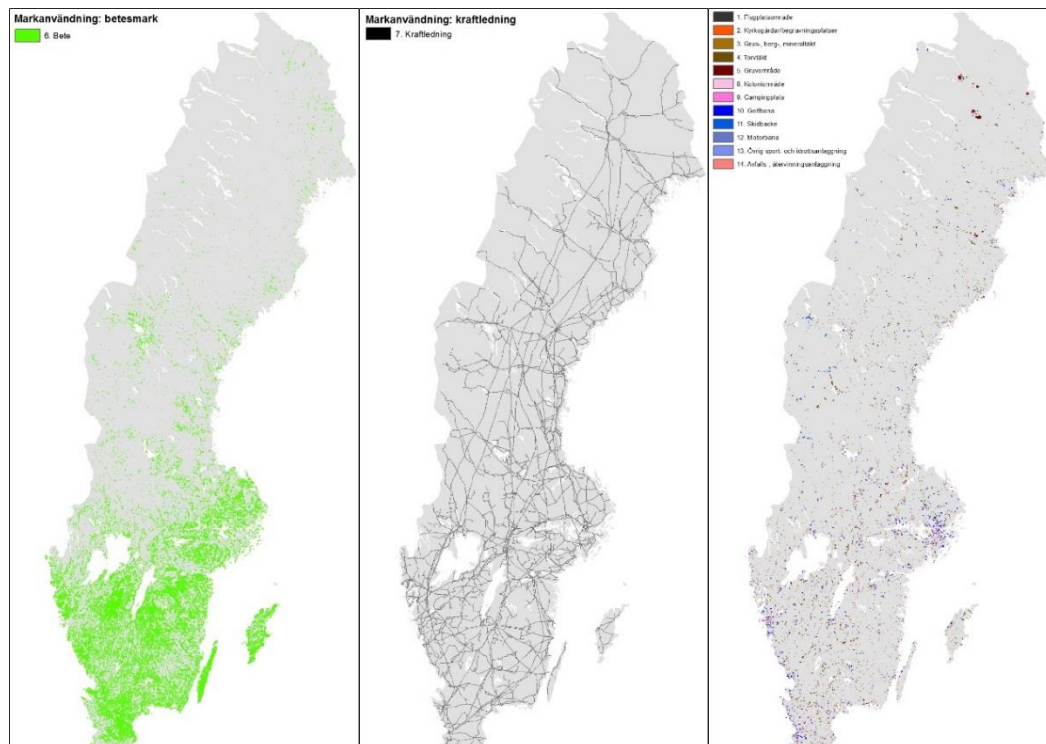 Markanvändning: betesmark
6. Bete
Markanvändning: kraftledning
7. Kraftledning
1. Flygplatsområde
2. Kyrkogårdar/begravningsplatser
3. Grus-, berg-, mineraltäkt
4. Torvtäkt
5. Gruvområde
8. Koloniområde
9. Campingplats
10. Golfbana
11. Skidbacke
12. Motorbana
13. Övrig sport- och idrottsanläggning
14. Avfalls-, återvinningsanläggning